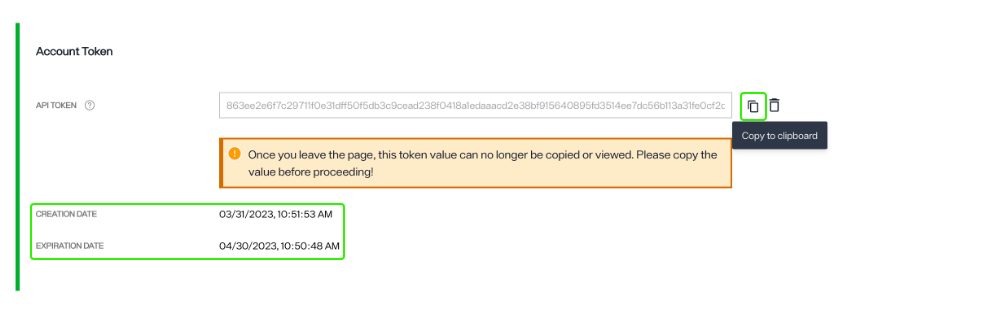 Account Token
API TOKEN
863ee2e6f7c29711f0e31dff50f5db3c9cead238f0418a1edaaacd2e38bf915640895fd3514ee7dc56b113a31fe0cf2c
Copy to clipboard
Once you leave the page, this token value can no longer be copied or viewed. Please copy the
value before proceeding!
CREATION DATE 03/31/2023, 10:51:53 AM
EXPIRATION DATE 04/30/2023, 10:50:48 AM